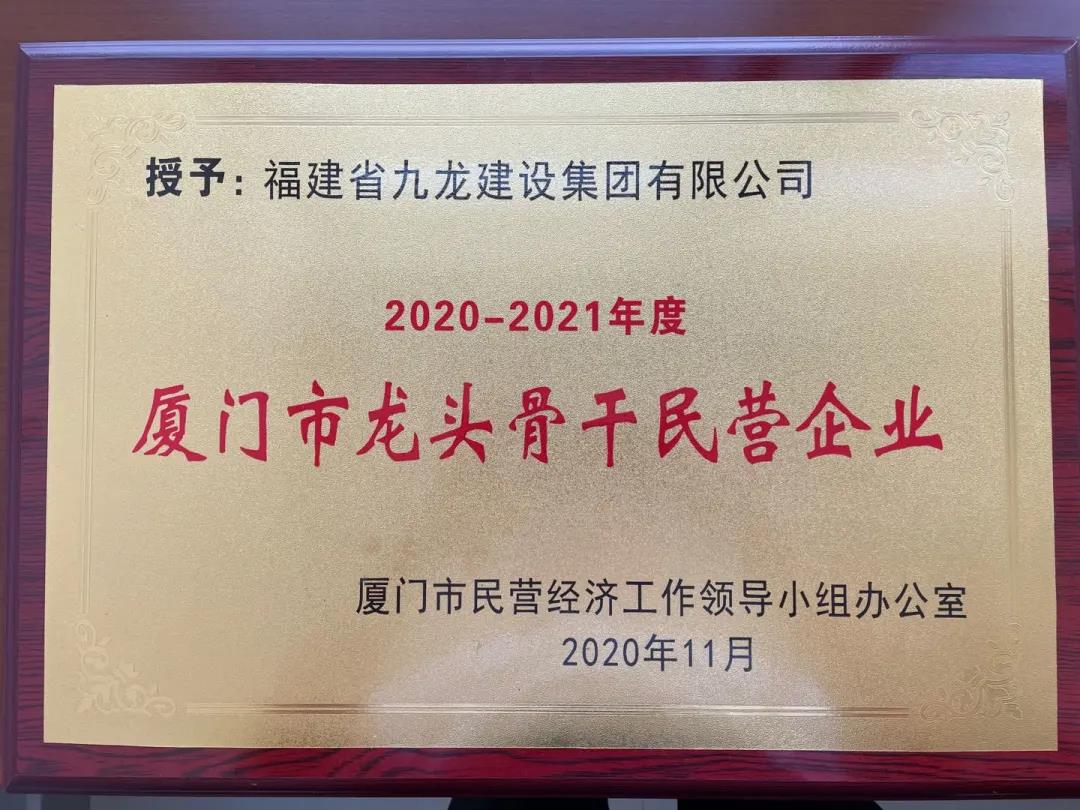 授予：福建省九龙建设集团有限公司
2020-2021年度
厦门市龙头骨干民营企业
厦门市民营经济工作领导小组办公室
2020年11月